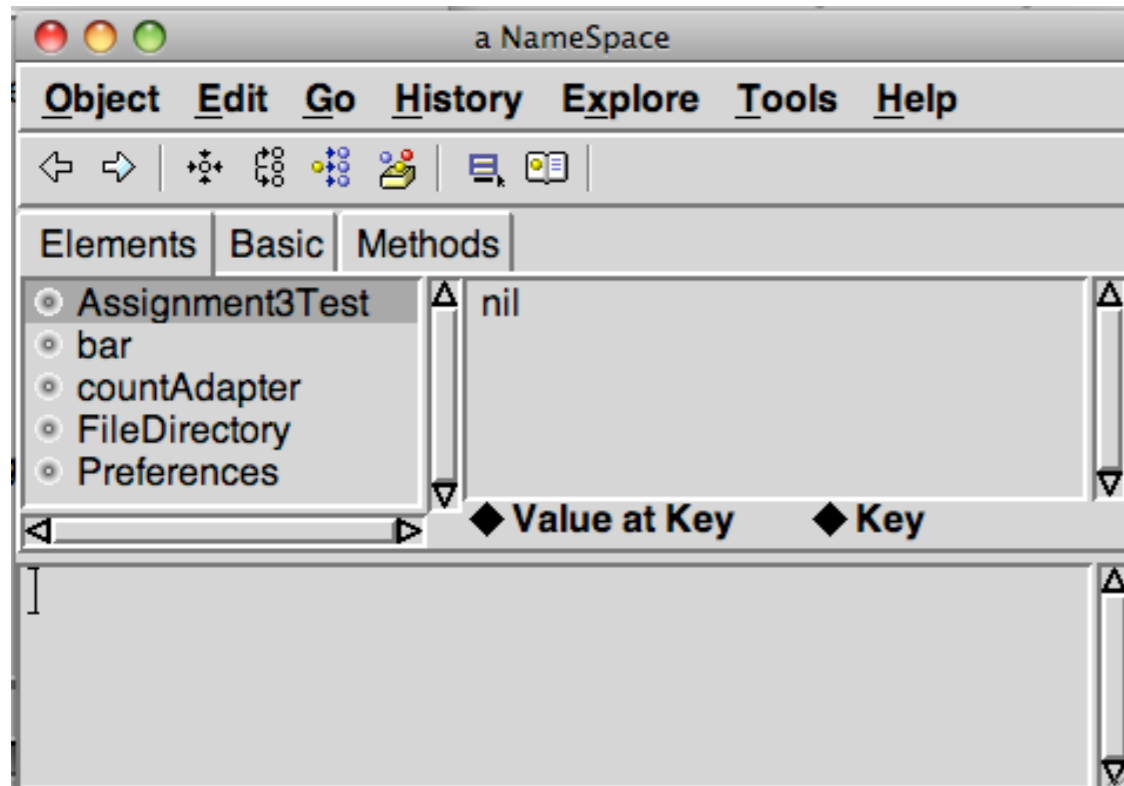 a NameSpace
Object Edit Go History Explore Tools Help
Elements Basic Methods
Assignment3Test
bar
countAdapter
FileDirectory
Preferences
nil
Value at Key Key